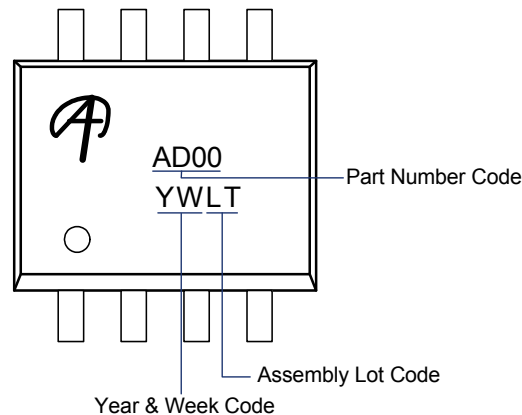 AD00
YWLT
Part Number Code
Assembly Lot Code
Year & Week Code